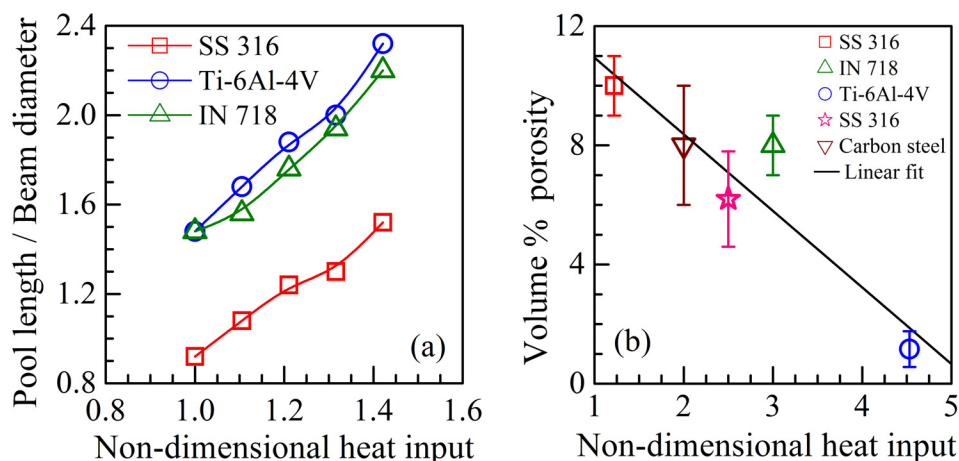 Pool length / Beam diameter
2.4
2.0
1.6
1.2
0.8
SS 316
Ti-6Al-4V
IN 718
(a)
0.8 1.0 1.2 1.4 1.6
Non-dimensional heat input
Volume % porosity
12
8
4
0
SS 316
IN 718
Ti-6Al-4V
SS 316
Carbon steel
Linear fit
(b)
1 2 3 4 5
Non-dimensional heat input